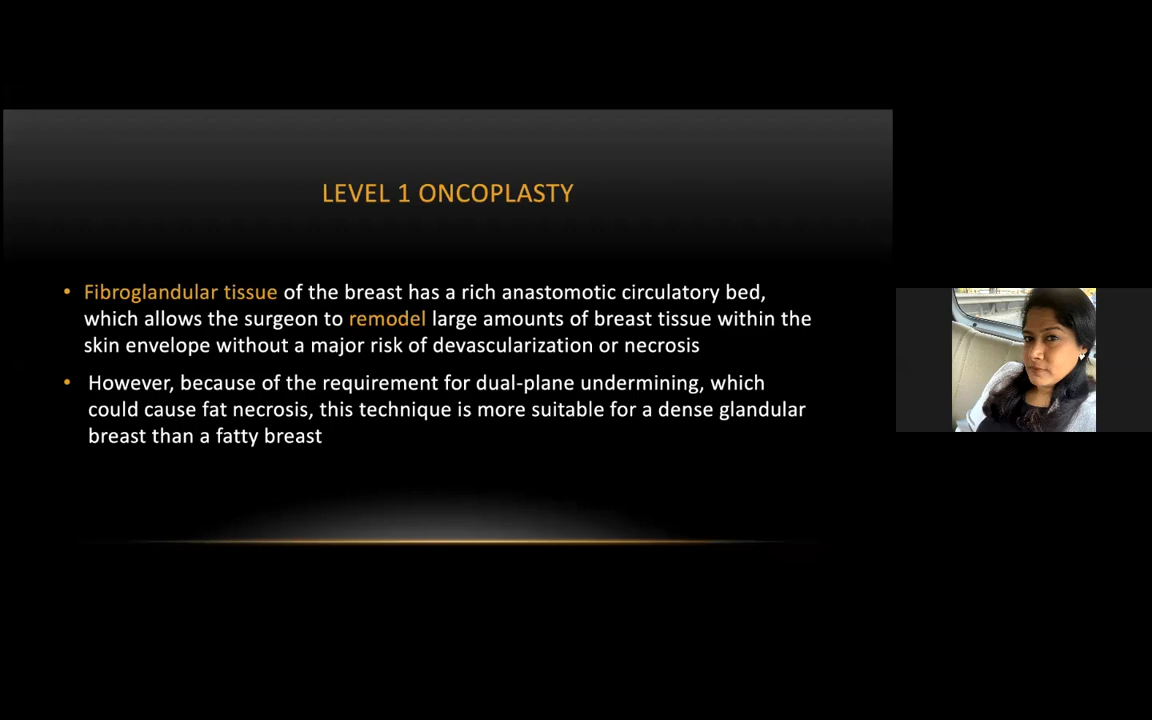 LEVEL 1 ONCOPLASTY
• Fibroglandular tissue of the breast has a rich anastomotic circulatory bed,
which allows the surgeon to remodel large amounts of breast tissue within the
skin envelope without a major risk of devascularization or necrosis
• However, because of the requirement for dual-plane undermining, which
could cause fat necrosis, this technique is more suitable for a dense glandular
breast than a fatty breast